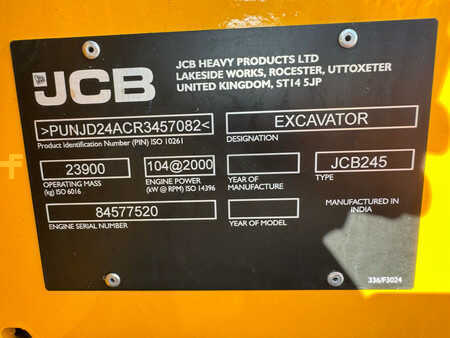 JCB
JCB HEAVY PRODUCTS LTD
LAKESIDE WORKS, ROCESTER, UTTOXETER
UNITED KINGDOM, ST14 5JP
>PUNJD24ACR3457082<
Product Identification Number (PIN) ISO 10261
EXCAVATOR
DESIGNATION
23900
OPERATING MASS
(kg) ISO 6016
104@2000
ENGINE POWER
(kW @ RPM) ISO 14396
YEAR OF
MANUFACTURE
JCB245
TYPE
84577520
ENGINE SERIAL NUMBER
YEAR OF MODEL
MANUFACTURED IN
INDIA
336/F3024